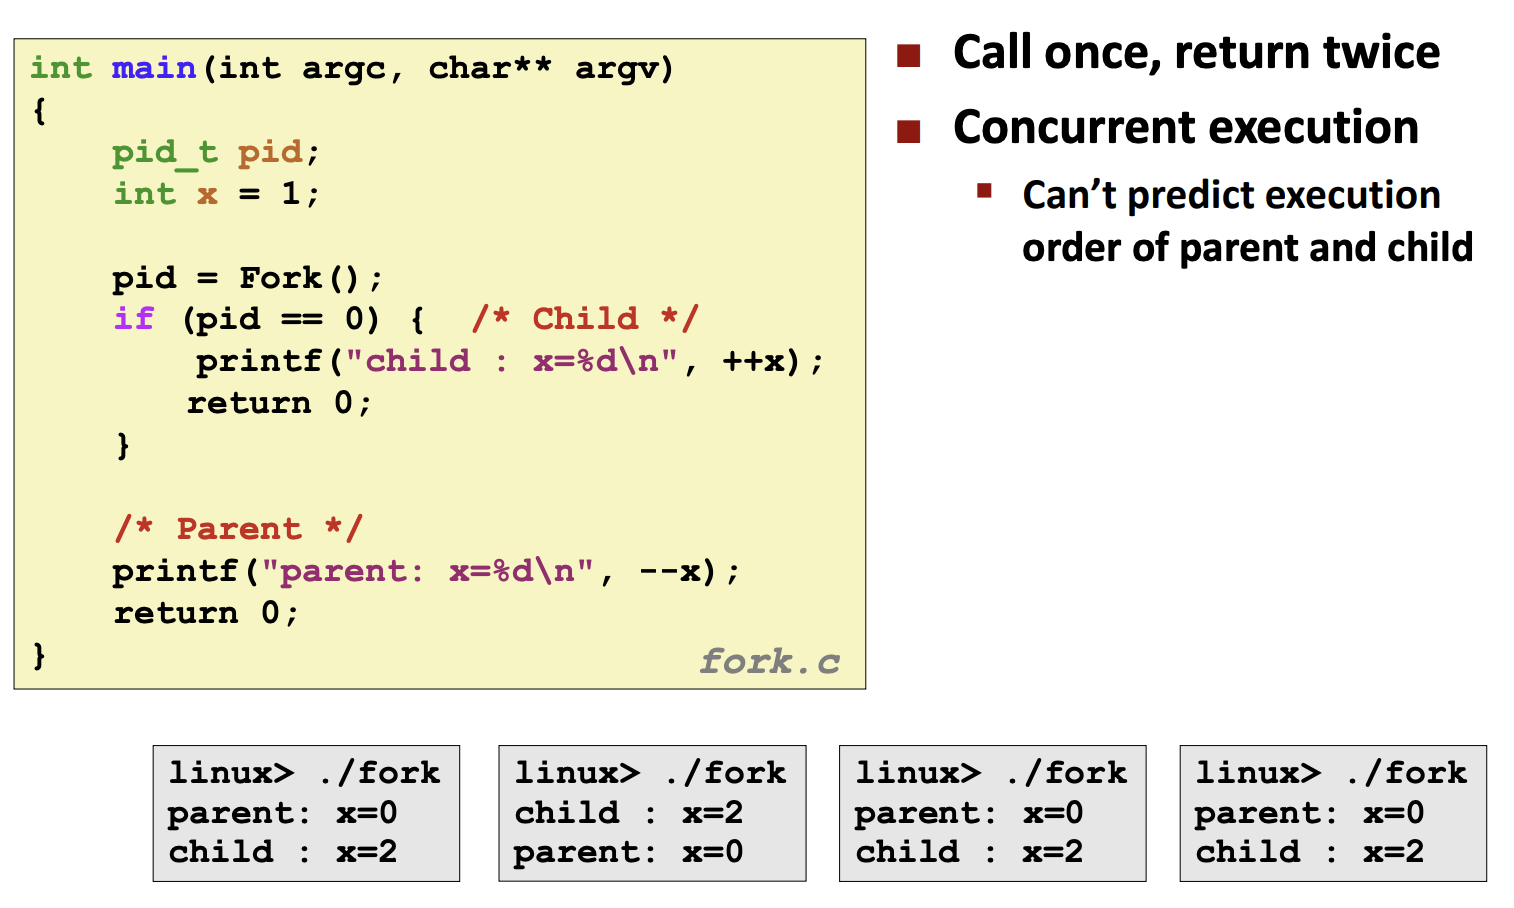 int main(int argc, char** argv)
{
    pid_t pid;
    int x = 1;

    pid = Fork();
    if (pid == 0) {  /* Child */
        printf("child : x=%d\n", ++x);
        return 0;
    }

    /* Parent */
    printf("parent: x=%d\n", --x);
    return 0;
}
fork.c
Call once, return twice
Concurrent execution
Can’t predict execution
order of parent and child
linux> ./fork
parent: x=0
child : x=2
linux> ./fork
child : x=2
parent: x=0
linux> ./fork
parent: x=0
child : x=2
linux> ./fork
parent: x=0
child : x=2